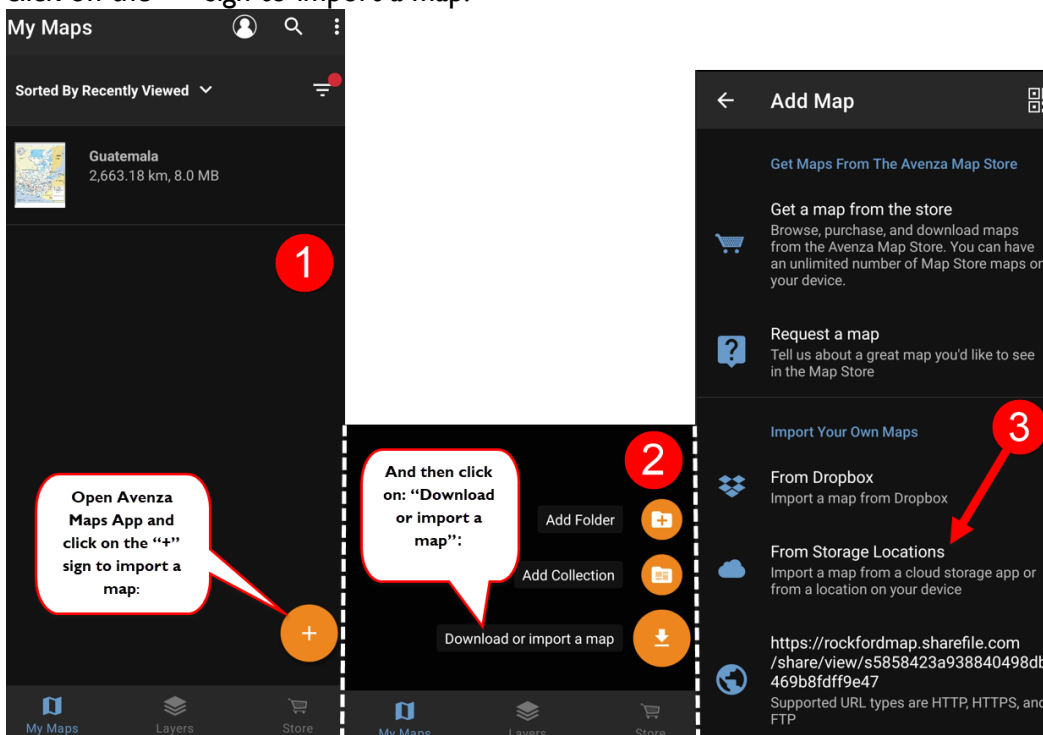 My Maps
Sorted By Recently Viewed
Guatemala
2,663.18 km, 8.0 MB
1
Open Avenza
Maps App and
click on the “+”
sign to import a
map:
My Maps
Layers
Store
2
And then click
on: “Download
or import a
map”:
Add Folder
Add Collection
Download or import a map
My Maps
Layers
Store
Add Map
Get Maps From The Avenza Map Store
Get a map from the store
Browse, purchase, and download maps
from the Avenza Map Store. You can have
an unlimited number of Map Store maps on
your device.
Request a map
Tell us about a great map you'd like to see
in the Map Store
Import Your Own Maps
3
From Dropbox
Import a map from Dropbox
From Storage Locations
Import a map from a cloud storage app or
from a location on your device
https://rockfordmap.sharefile.com
/share/view/s5858423a938840498db
469b8fdff9e47
Supported URL types are HTTP, HTTPS, and
FTP